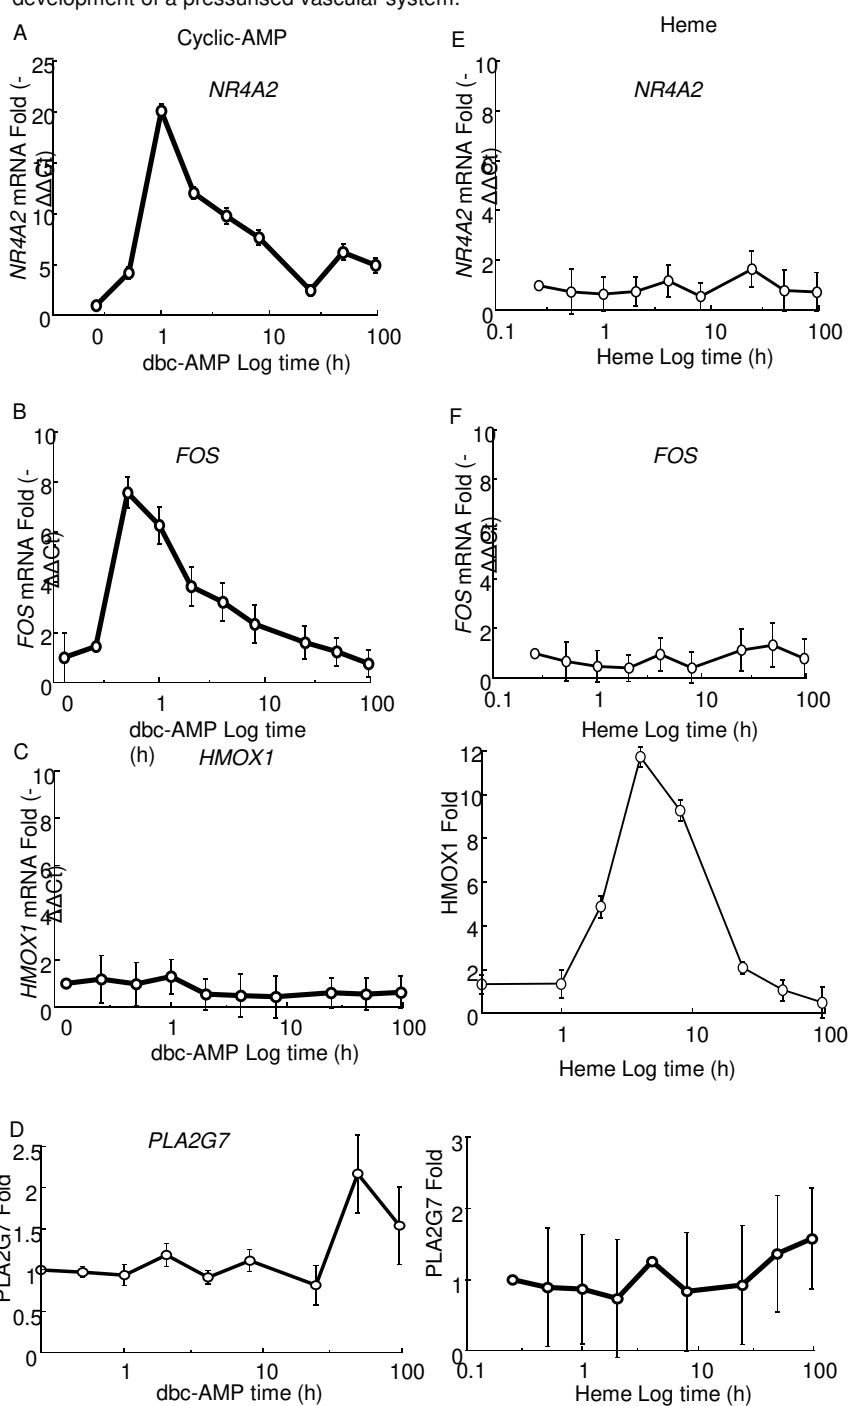 development of a pressurised vascular system.
A
Cyclic-AMP
NR4A2
NR4A2 mRNA Fold (-
ΔΔCt)
25
20
15
10
5
0
0 1 10 100
dbc-AMP Log time (h)
E
Heme
NR4A2
NR4A2 mRNA Fold (-
ΔΔCt)
10
8
6
4
2
0
0.1 1 10 100
Heme Log time (h)
B
FOS
FOS mRNA Fold (-
ΔΔCt)
10
8
6
4
2
0
0 1 10 100
dbc-AMP Log time
(h)
F
FOS
FOS mRNA Fold (-
ΔΔCt)
10
8
6
4
2
0
0.1 1 10 100
Heme Log time (h)
C
HMOX1
HMOX1 mRNA Fold (-
ΔΔCt)
10
8
6
4
2
0
0 1 10 100
dbc-AMP Log time (h)
HMOX1 Fold
12
10
8
6
4
2
0
1 10 100
Heme Log time (h)
D
PLA2G7
PLA2G7 Fold
2.5
2
1.5
1
0.5
0
1 10 100
dbc-AMP time (h)
PLA2G7 Fold
3
2
1
0
0.1 1 10 100
Heme Log time (h)